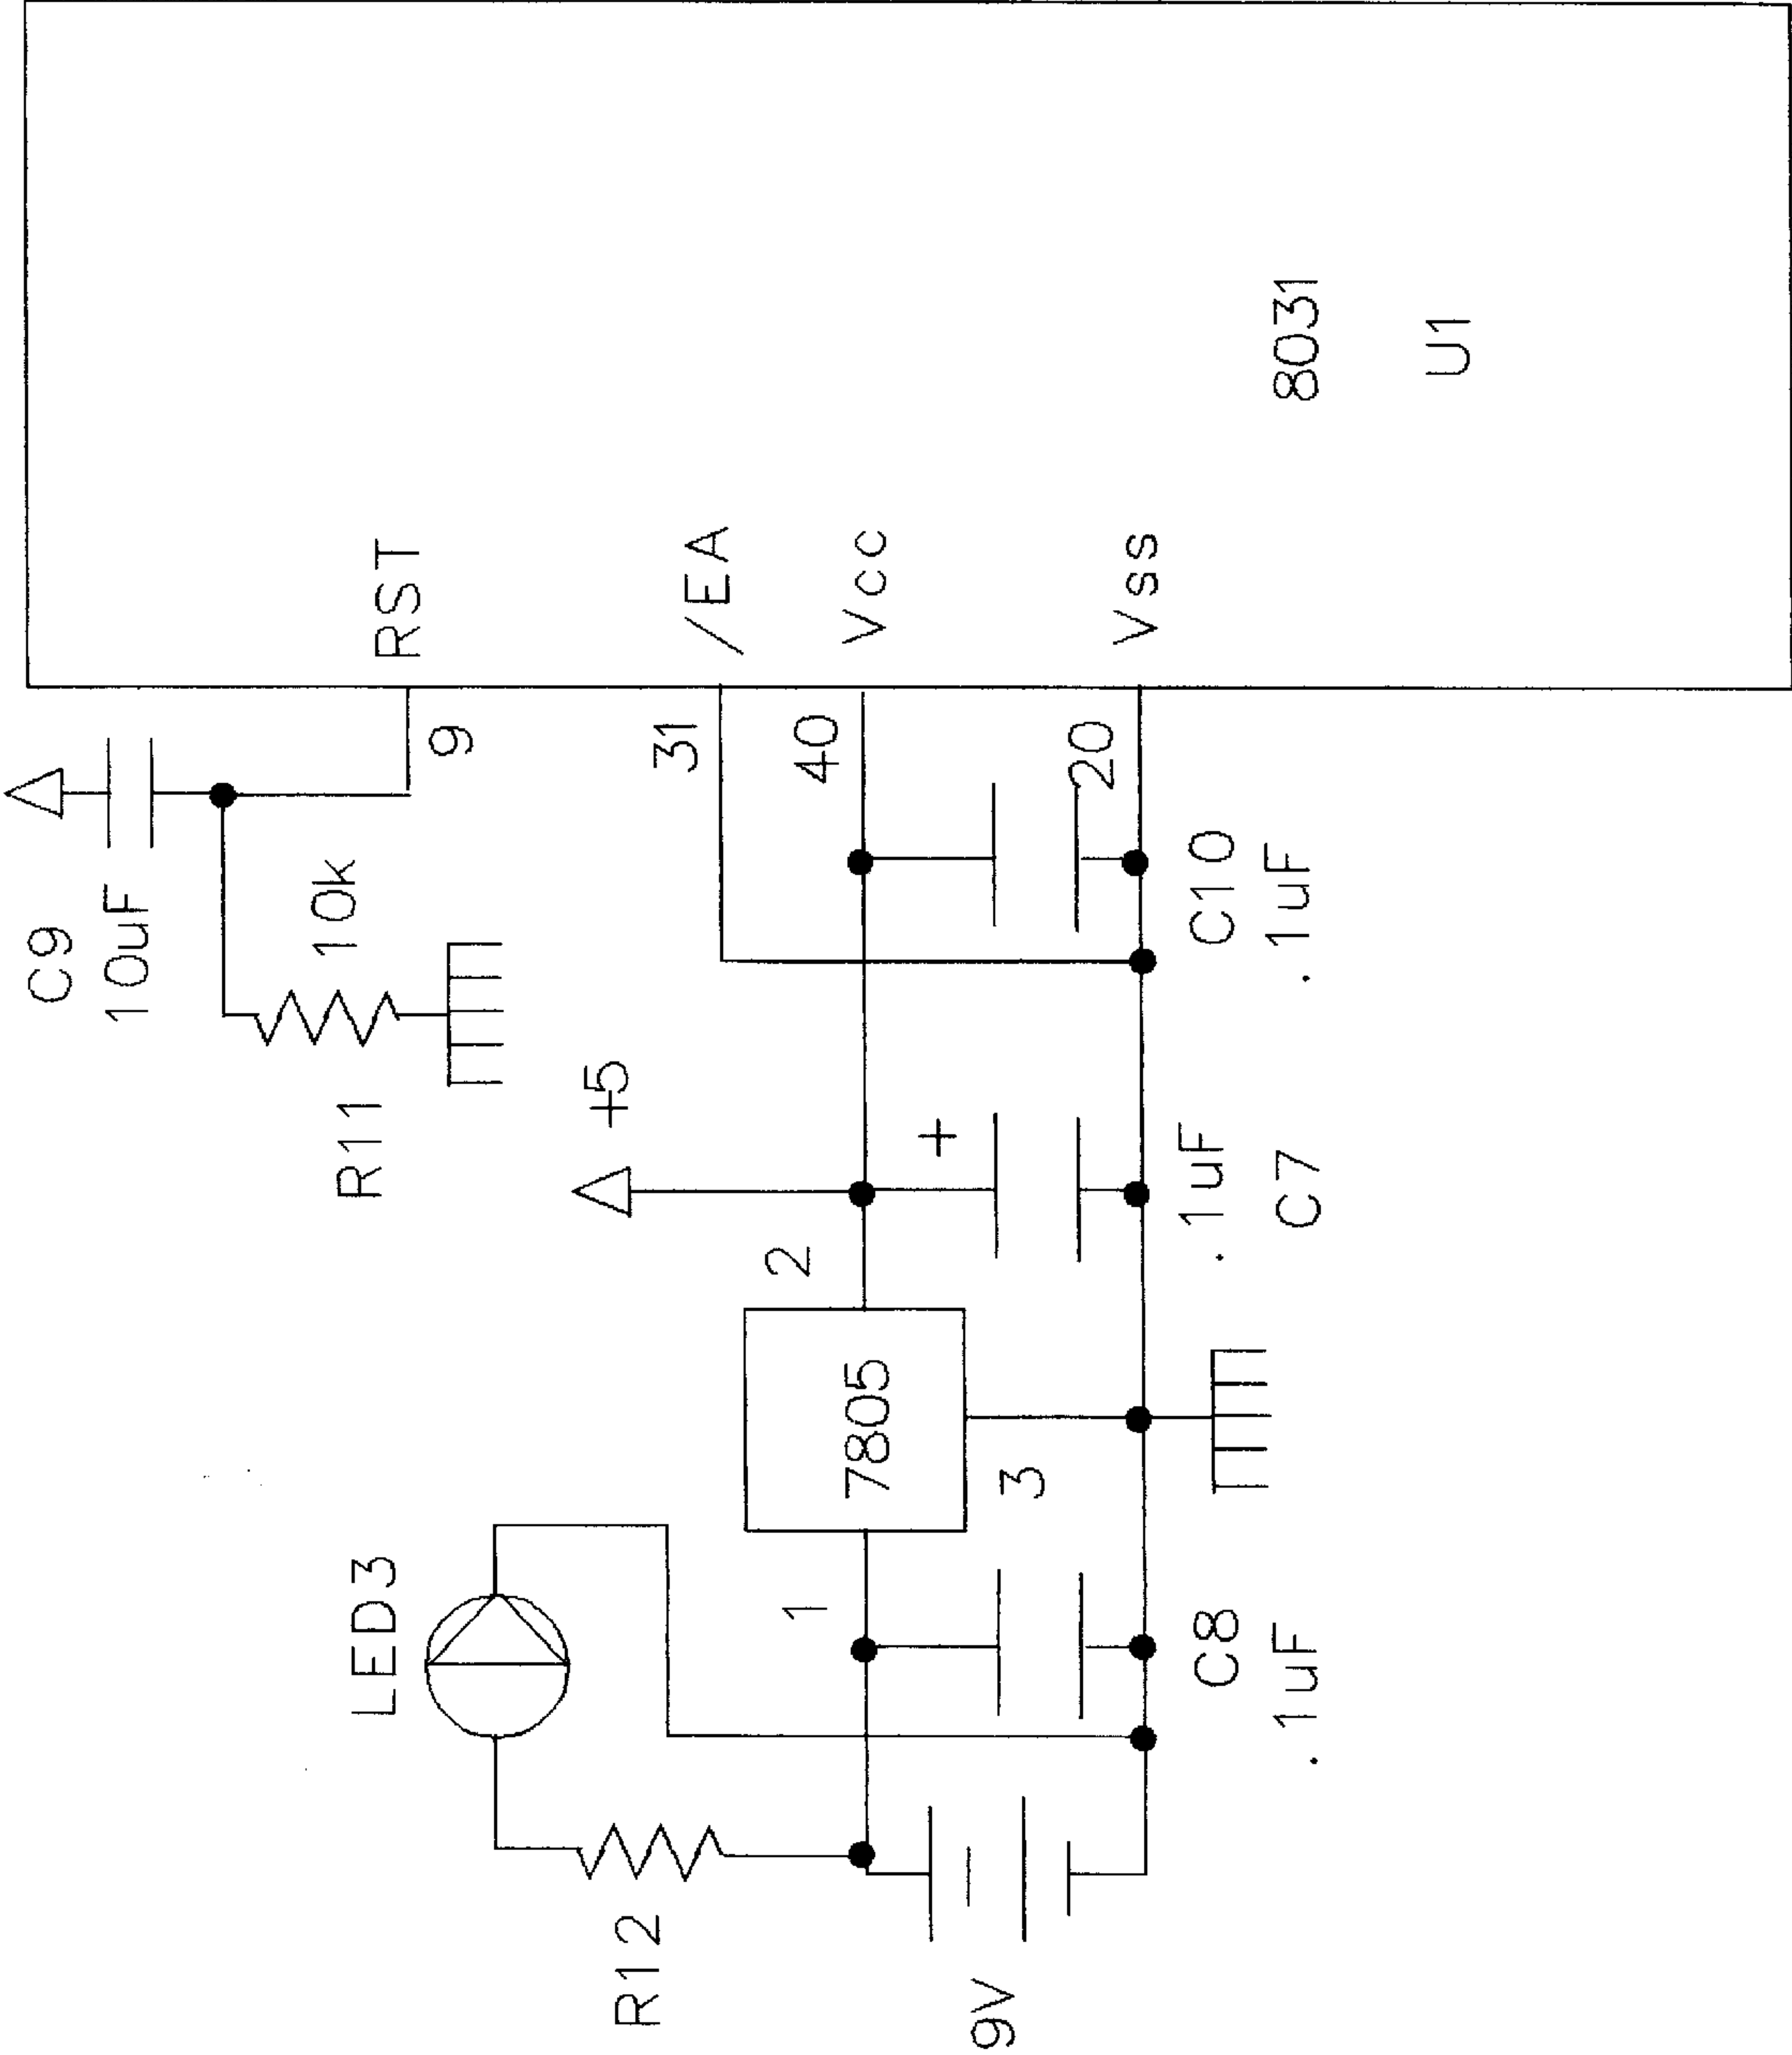 C9
10uF
RST
9
10k
R11
+5
/EA
31
Vcc
40
Vss
20
8031
U1
C10
.1uF
2
+
.1uF
C7
7805
3
LED3
1
C8
.1uF
R12
9V